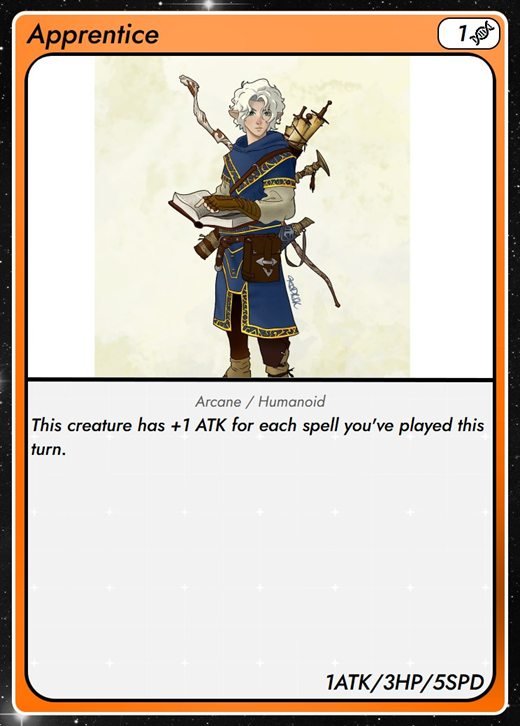 Apprentice
1
Arcane / Humanoid
This creature has +1 ATK for each spell you've played this
turn.
1ATK/3HP/5SPD